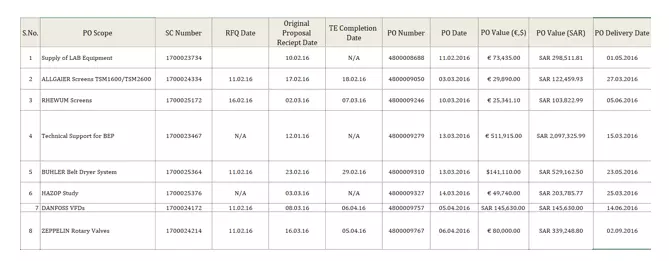 S.No. PO Scope SC Number RFQ Date Original Proposal Reciept Date TE Completion Date PO Number PO Date PO Value (€,$) PO Value (SAR) PO Delivery Date
1 Supply of LAB Equipment 1700023734 10.02.16 N/A 4800008688 11.02.2016 € 73,435.00 SAR 298,511.81 01.05.2016
2 ALLGAIER Screens TSM1600/TSM2600 1700024334 11.02.16 17.02.16 18.02.16 4800009050 03.03.2016 € 29,890.00 SAR 122,459.93 27.03.2016
3 RHEWUM Screens 1700025172 16.02.16 02.03.16 07.03.16 4800009246 10.03.2016 € 25,341.10 SAR 103,822.99 05.06.2016
4 Technical Support for BEP 1700023467 N/A 12.01.16 N/A 4800009279 13.03.2016 € 511,915.00 SAR 2,097,325.99 15.03.2016
5 BUHLER Belt Dryer System 1700025364 11.02.16 23.02.16 29.02.16 4800009310 13.03.2016 $141,110.00 SAR 529,162.50 23.05.2016
6 HAZOP Study 1700025376 N/A 03.03.16 N/A 4800009327 14.03.2016 € 49,740.00 SAR 203,785.77 25.03.2016
7 DANFOSS VFDs 1700024172 11.02.16 08.03.16 06.04.16 4800009757 05.04.2016 SAR 145,630.00 SAR 145,630.00 14.06.2016
8 ZEPPELIN Rotary Valves 1700024214 11.02.16 16.03.16 05.04.16 4800009767 06.04.2016 € 80,000.00 SAR 339,248.80 02.09.2016